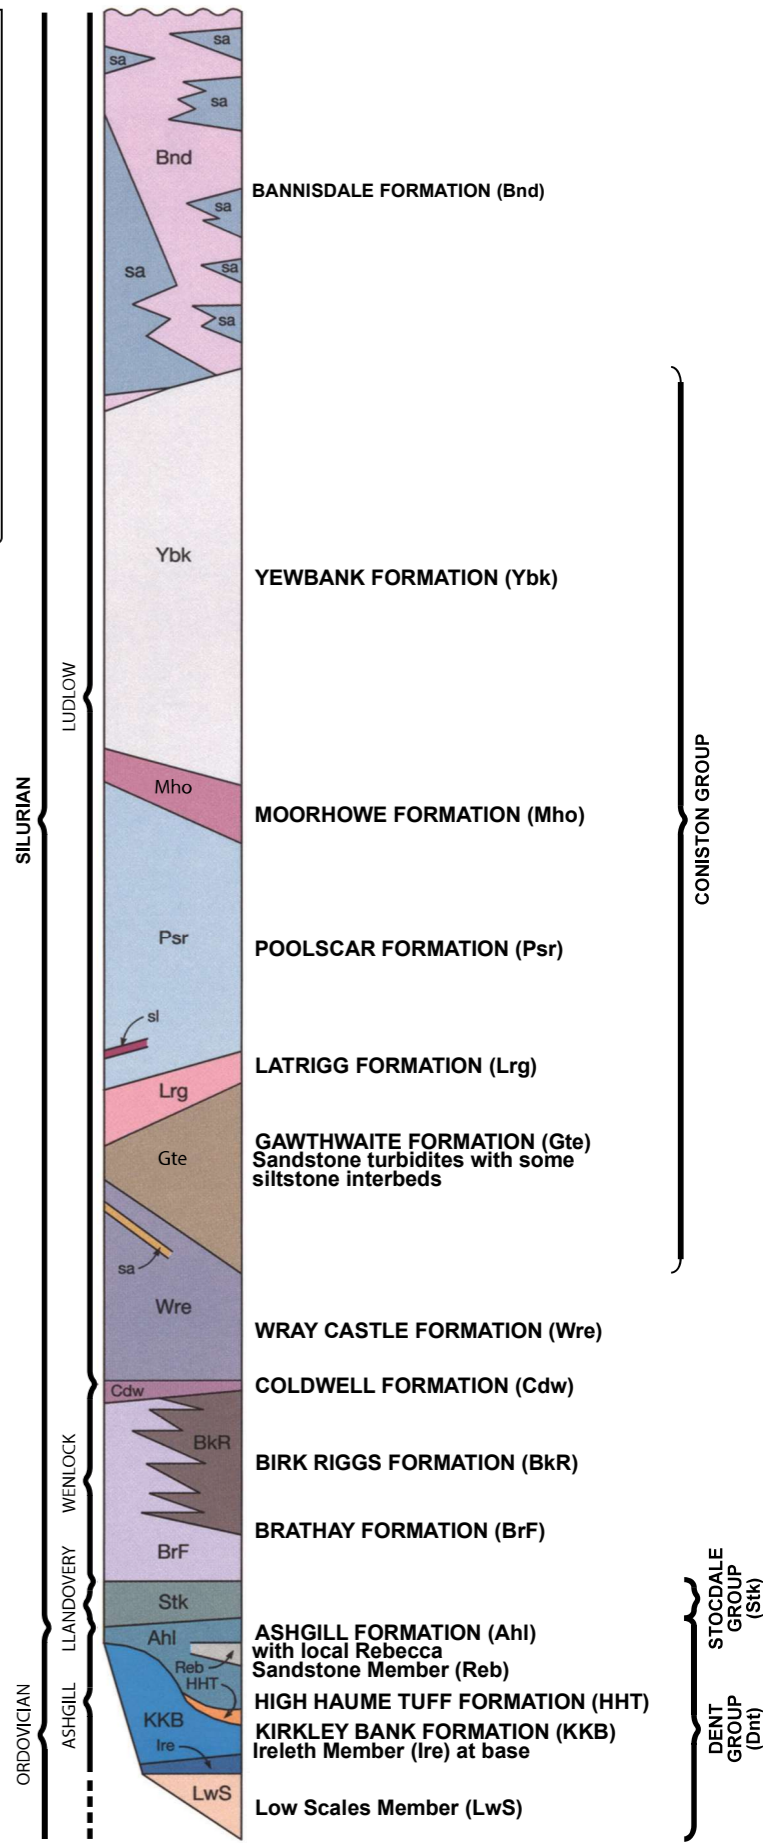 sa
sa
sa
Bnd
BANNISDALE FORMATION (Bnd)
sa
sa
sa
sa
Ybk
YEWBANK FORMATION (Ybk)
LUDLOW
SILURIAN
CONISTON GROUP
Mho
MOORHOWE FORMATION (Mho)
Psr
POOLSCAR FORMATION (Psr)
sl
LATRIGG FORMATION (Lrg)
Lrg
GAWTHWAITE FORMATION (Gte)
Sandstone turbidites with some
siltstone interbeds
Gte
sa
Wre
WRAY CASTLE FORMATION (Wre)
Cdw
COLDWELL FORMATION (Cdw)
BkR
BIRK RIGGS FORMATION (BkR)
WENLOCK
BRATHAY FORMATION (BrF)
BrF
LLANDOVERY
Stk
STOCDALE
GROUP
(Stk)
Ahl
ASHGILL FORMATION (Ahl)
with local Rebecca
Sandstone Member (Reb)
Reb
HHT
HIGH HAUME TUFF FORMATION (HHT)
KKB
KIRKLEY BANK FORMATION (KKB)
Ireleth Member (Ire) at base
Ire
ORDOVICIAN
ASHGILL
DENT
GROUP
(Dnt)
LwS
Low Scales Member (LwS)